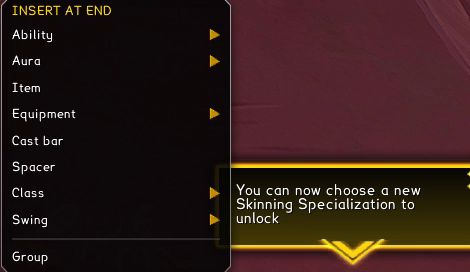 INSERT AT END
Ability
Aura
Item
Equipment
Cast bar
Spacer
Class
Swing
Group
You can now choose a new
Skinning Specialization to
unlock